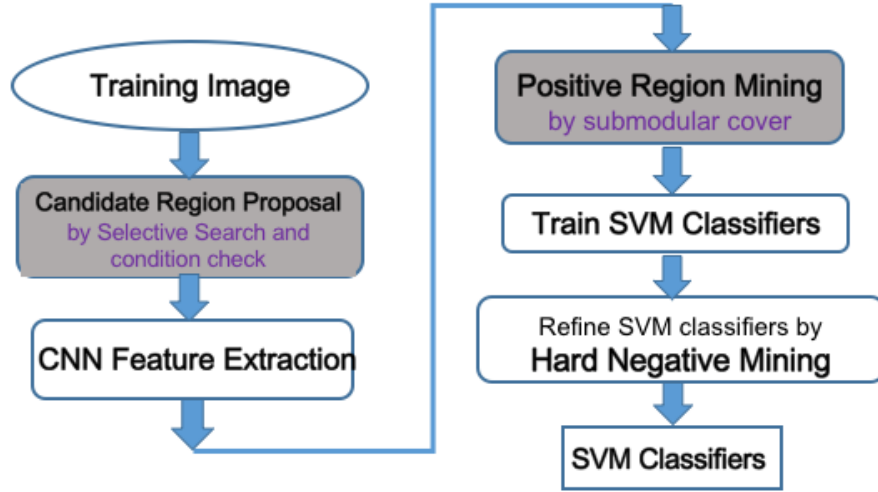 Training Image
Candidate Region Proposal
by Selective Search and
condition check
CNN Feature Extraction
Positive Region Mining
by submodular cover
Train SVM Classifiers
Refine SVM classifiers by
Hard Negative Mining
SVM Classifiers